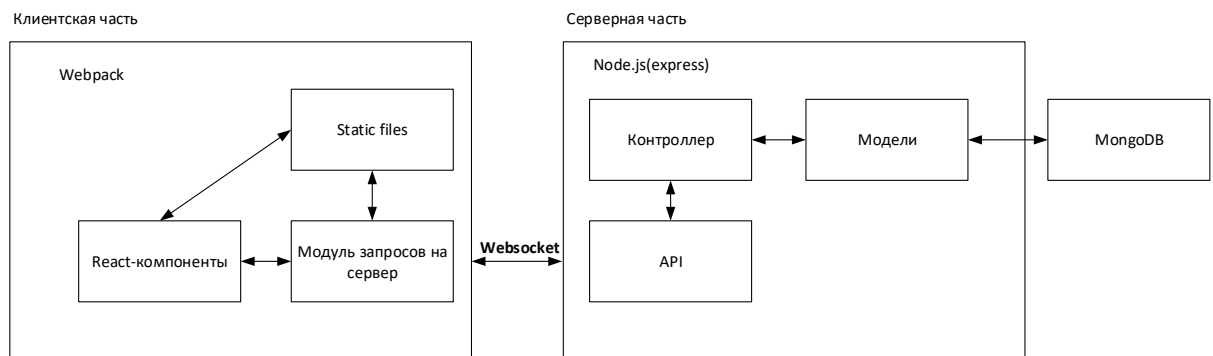 Клиентская часть
Серверная часть
Webpack
Node.js(express)
Static files
Контроллер
Модели
MongoDB
React-компоненты
Модуль запросов на
сервер
Websocket
API